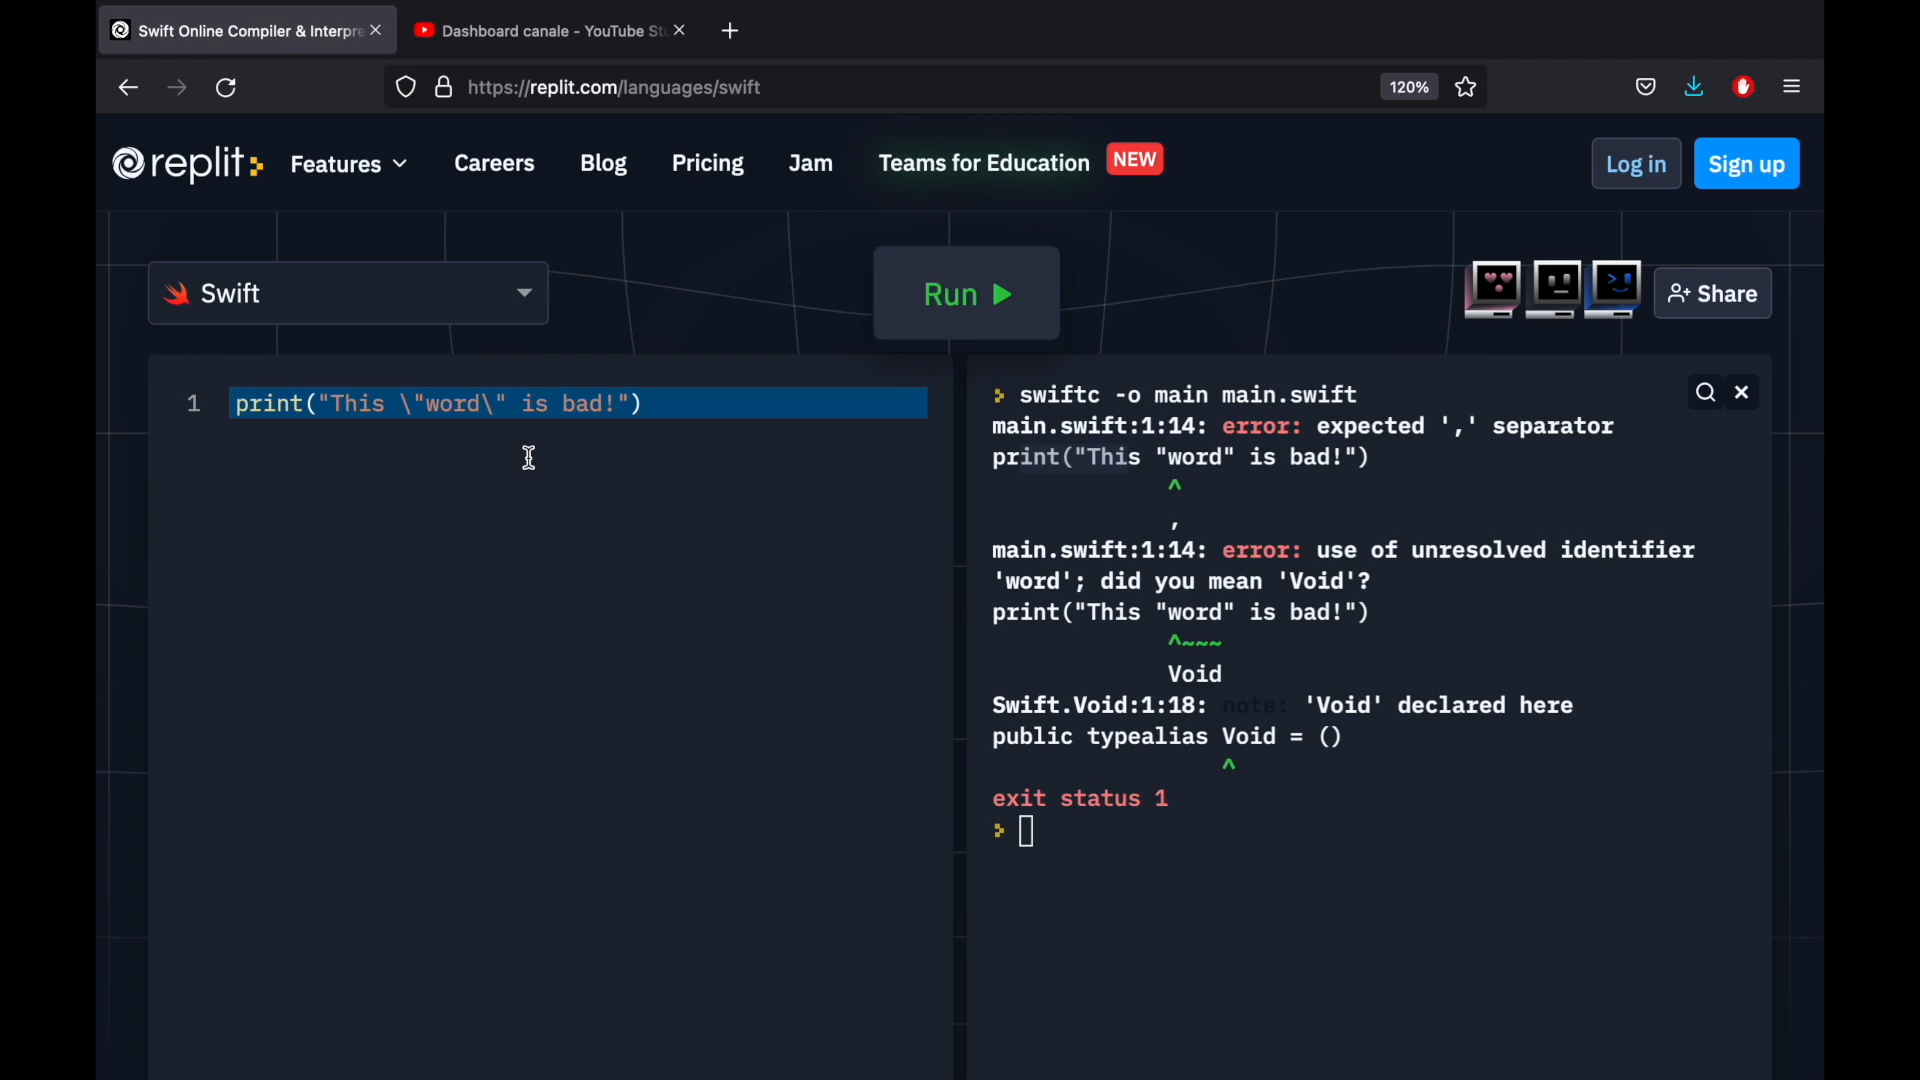 Swift Online Compiler & Interpre
Dashboard canale - YouTube St
https://replit.com/languages/swift
120%
replit
Features
Careers
Blog
Pricing
Jam
Teams for Education
NEW
Log in
Sign up
Swift
Run
Share
1 print("This \"word\" is bad!")
swiftc -o main main.swift
main.swift:1:14: error: expected ',' separator
print("This "word" is bad!")
^
,
main.swift:1:14: error: use of unresolved identifier
'word'; did you mean 'Void'?
print("This "word" is bad!")
^~~~
Void
Swift.Void:1:18: note: 'Void' declared here
public typealias Void = ()
^
exit status 1